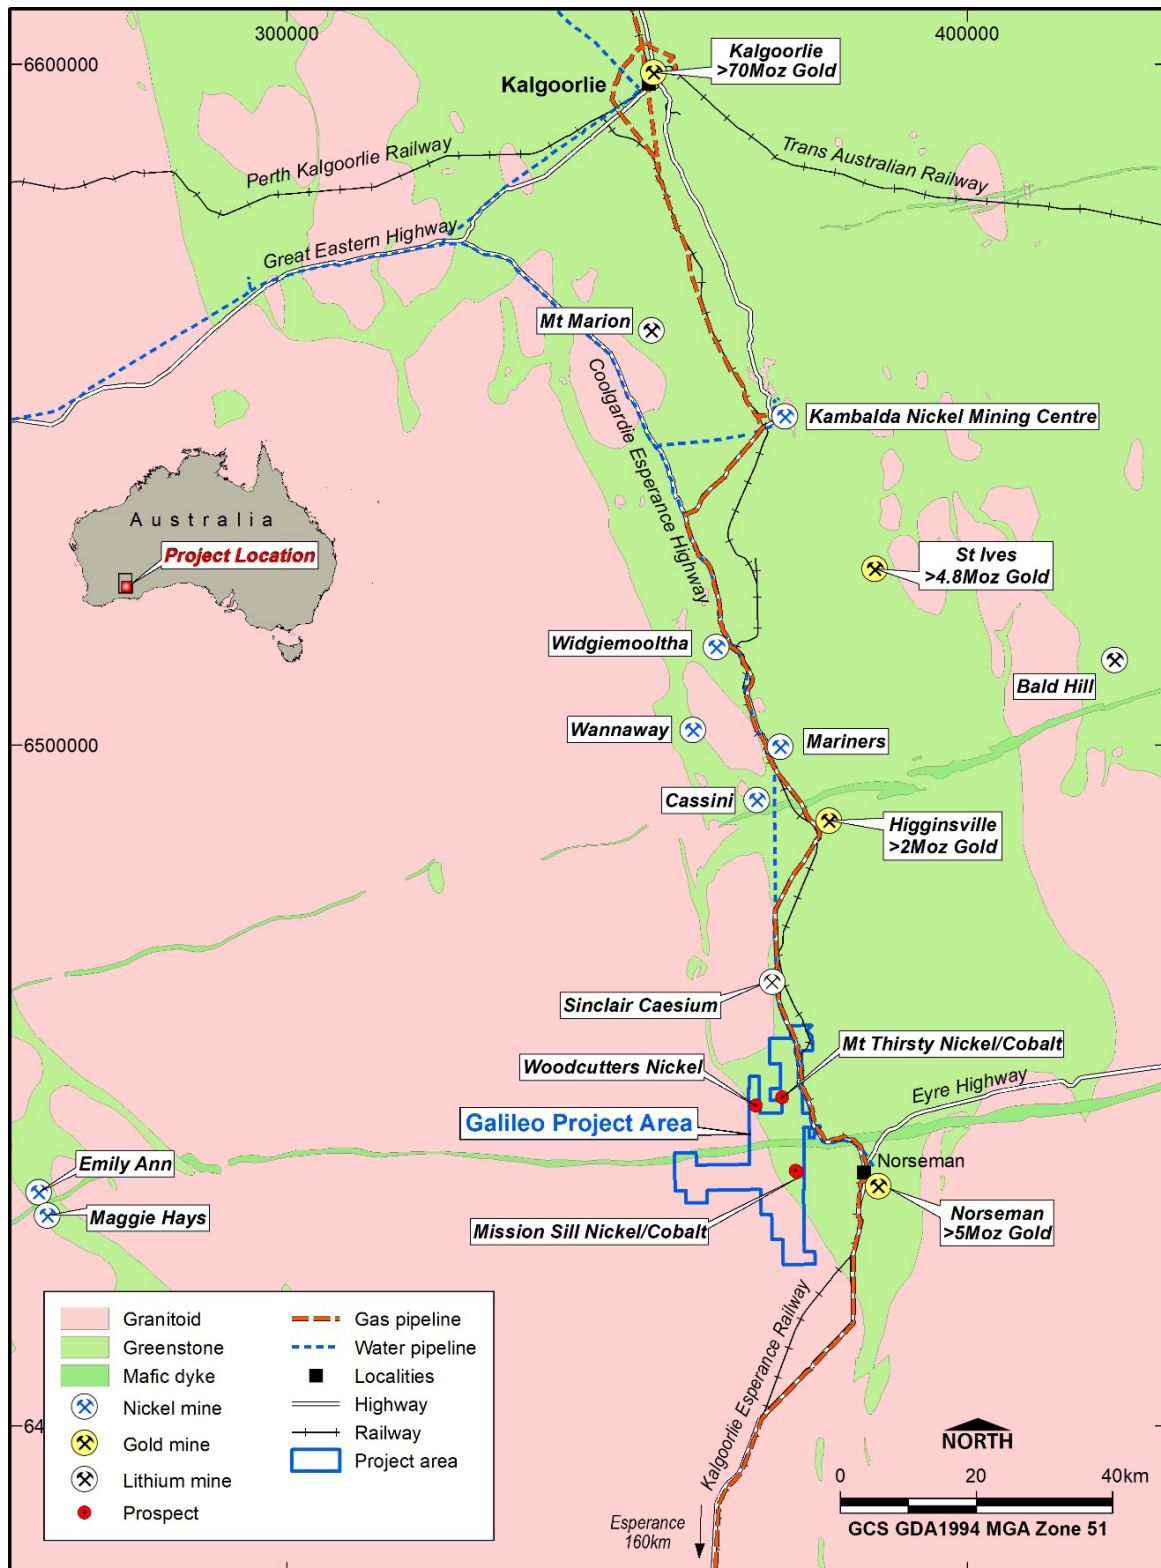 300000
400000
6600000
Kalgoorlie
>70Moz Gold
Kalgoorlie
Perth Kalgoorlie Railway
Trans Australian Railway
Great Eastern Highway
Mt Marion
Coolgardie Esperance Highway
Kambalda Nickel Mining Centre
Australia
Project Location
St Ives
>4.8Moz Gold
Widgiemooltha
Bald Hill
Wannaway
Mariners
6500000
Cassini
Higginsville
>2Moz Gold
Sinclair Caesium
Mt Thirsty Nickel/Cobalt
Woodcutters Nickel
Eyre Highway
Galileo Project Area
Emily Ann
Norseman
Maggie Hays
Mission Sill Nickel/Cobalt
Norseman
>5Moz Gold
Kalgoorlie Esperance Railway
Granitoid
Greenstone
Mafic dyke
Nickel mine
Gold mine
Lithium mine
Prospect
Gas pipeline
Water pipeline
Localities
Highway
Railway
Project area
64
NORTH
0 20 40km
GCS GDA1994 MGA Zone 51
Esperance
160km